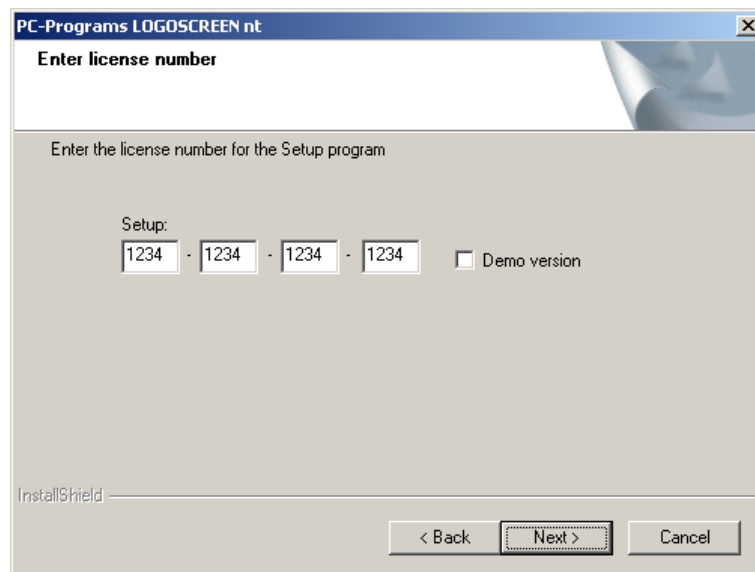 PC-Programs LOGOSCREEN nt
Enter license number
Enter the license number for the Setup program
Setup:
1234 - 1234 - 1234 - 1234 Demo version
InstallShield
< Back Next > Cancel